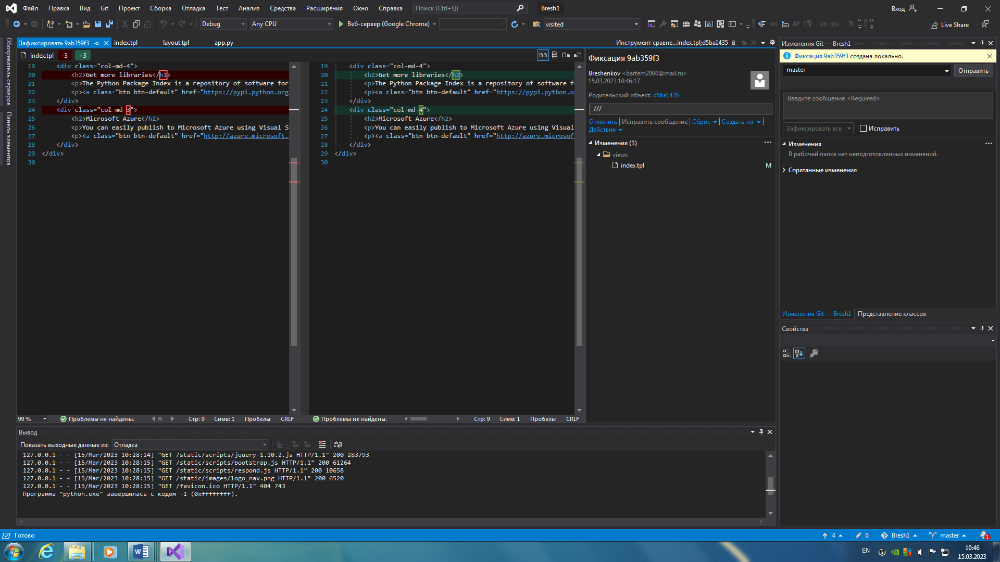 Файл Правка Вид Git Проект Сборка Отладка Тест Анализ Средства Расширения Окно Справка Поиск (Ctrl+Q) Bresh1 Вход
Debug Any CPU Веб-сервер (Google Chrome) visited Live Share
Обозреватель серверов
Панель элементов
Зафиксировать 9ab359f3 index.tpl layout.tpl app.py Инструмент сравне...index.tpl;d5ba1435
index.tpl -3 +3
19 <div class="col-md-4">
20 <h2>Get more libraries</h1>
21 <p>The Python Package Index is a repository of software for
22 <p><a class="btn btn-default" href="https://pypi.python.org
23 </div>
24 <div class="col-md-3">
25 <h2>Microsoft Azure</h2>
26 <p>You can easily publish to Microsoft Azure using Visual S
27 <p><a class="btn btn-default" href="http://azure.microsoft.
28 </div>
29 </div>
30
19 <div class="col-md-4">
20 <h2>Get more libraries</h2>
21 <p>The Python Package Index is a repository of software f
22 <p><a class="btn btn-default" href="https://pypi.python.o
23 </div>
24 <div class="col-md-4">
25 <h2>Microsoft Azure</h2>
26 <p>You can easily publish to Microsoft Azure using Visual
27 <p><a class="btn btn-default" href="http://azure.microsof
28 </div>
29 </div>
30
99 % Проблемы не найдены. Стр: 9 Симв: 1 Пробелы CRLF
Проблемы не найдены. Стр: 9 Симв: 1 Пробелы CRLF
Фиксация 9ab359f3
Breshenkov <bartem2004@mail.ru>
15.03.2023 10:46:17
Родительский объект: d5ba1435
///
Отменить | Исправить сообщение | Сброс | Создать тег |
Действия
Изменения (1) ...
views
index.tpl M
Изменения Git — Bresh1
Фиксация 9ab359f3 создана локально.
master Отправить
Введите сообщение <Required>
Зафиксировать все Исправить
Изменения ...
В рабочей папке нет неподготовленных изменений.
Спрятанные изменения
Изменения Git — Bresh1 Представление классов
Свойства
Вывод
Показать выходные данные из: Отладка
127.0.0.1 - - [15/Mar/2023 10:28:14] "GET /static/scripts/jquery-1.10.2.js HTTP/1.1" 200 283793
127.0.0.1 - - [15/Mar/2023 10:28:15] "GET /static/scripts/bootstrap.js HTTP/1.1" 200 61264
127.0.0.1 - - [15/Mar/2023 10:28:15] "GET /static/scripts/respond.js HTTP/1.1" 200 10658
127.0.0.1 - - [15/Mar/2023 10:28:15] "GET /static/images/logo_nav.png HTTP/1.1" 200 6520
127.0.0.1 - - [15/Mar/2023 10:28:15] "GET /favicon.ico HTTP/1.1" 404 743
Программа "python.exe" завершилась с кодом -1 (0xffffffff).
Готово 4 0 Bresh1 master 1
EN 10:46
15.03.2023